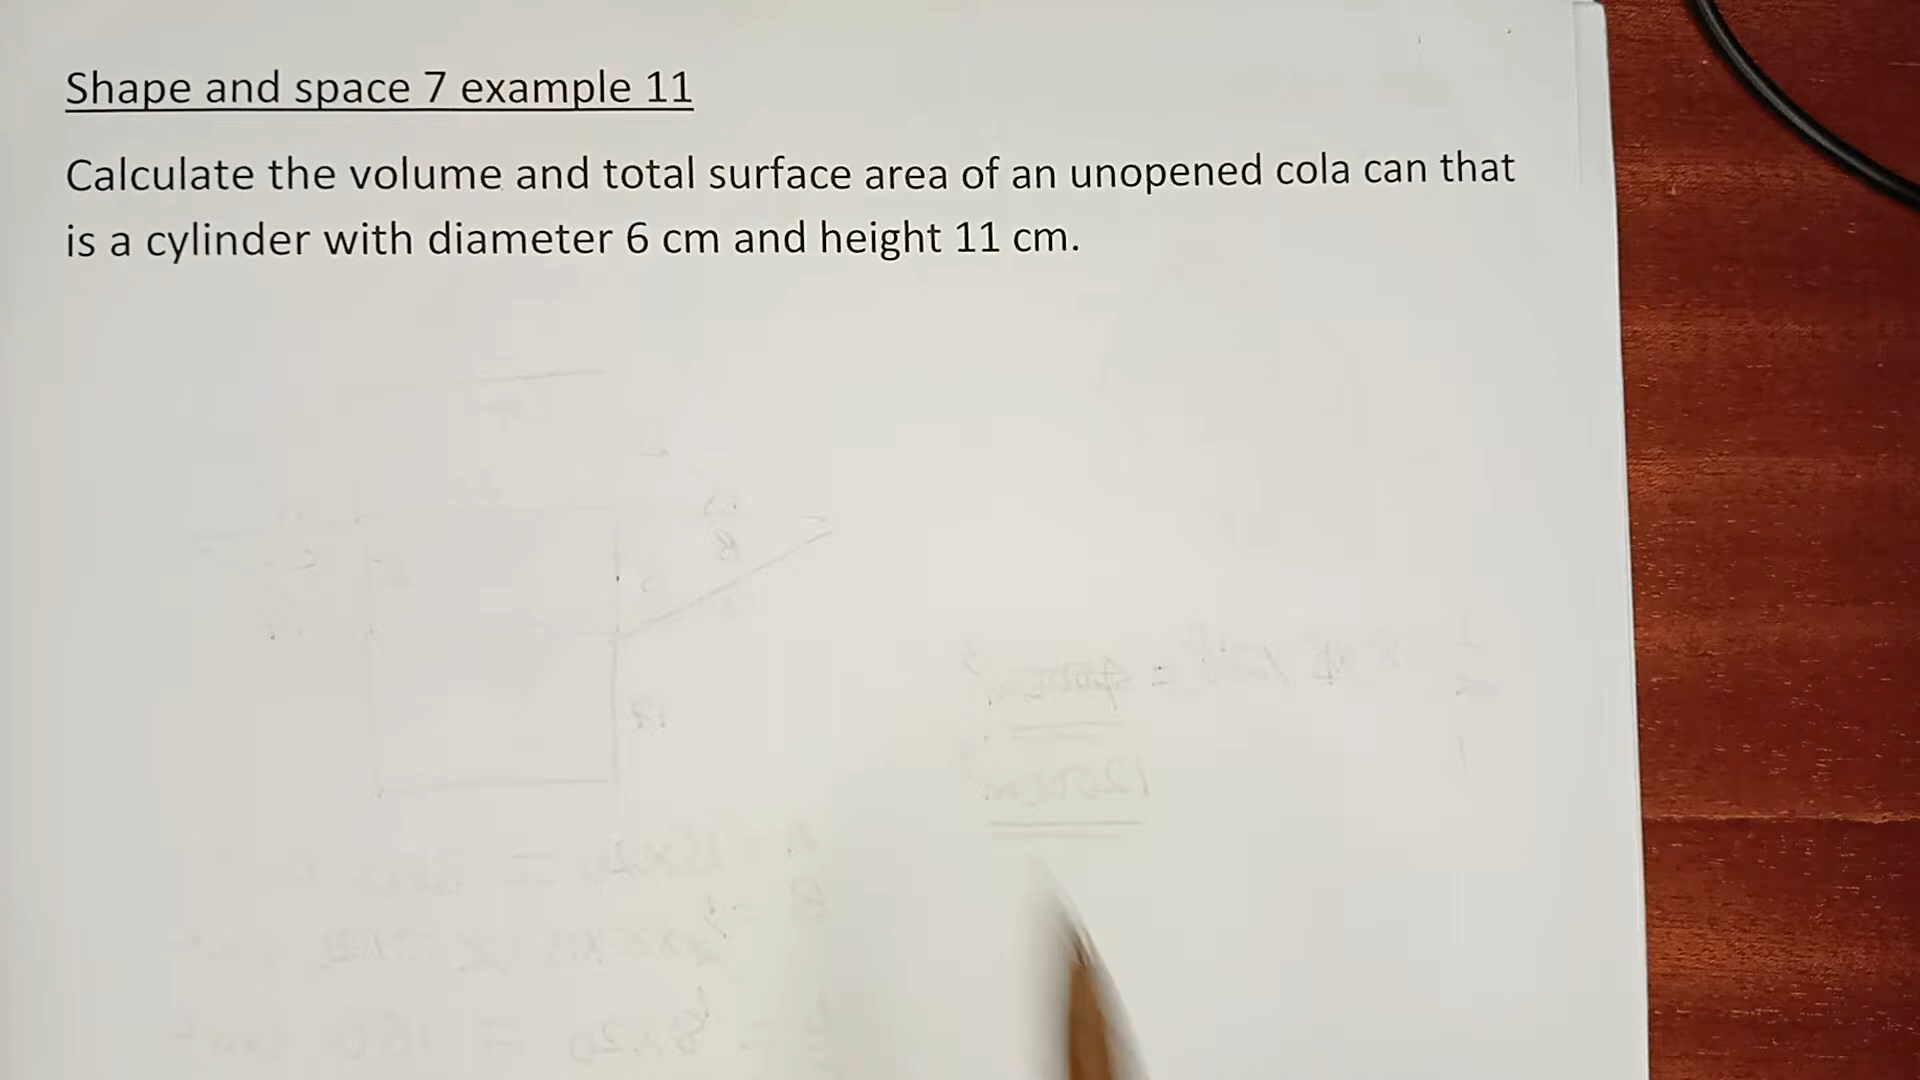 Shape and space 7 example 11
Calculate the volume and total surface area of an unopened cola can that
is a cylinder with diameter 6 cm and height 11 cm.